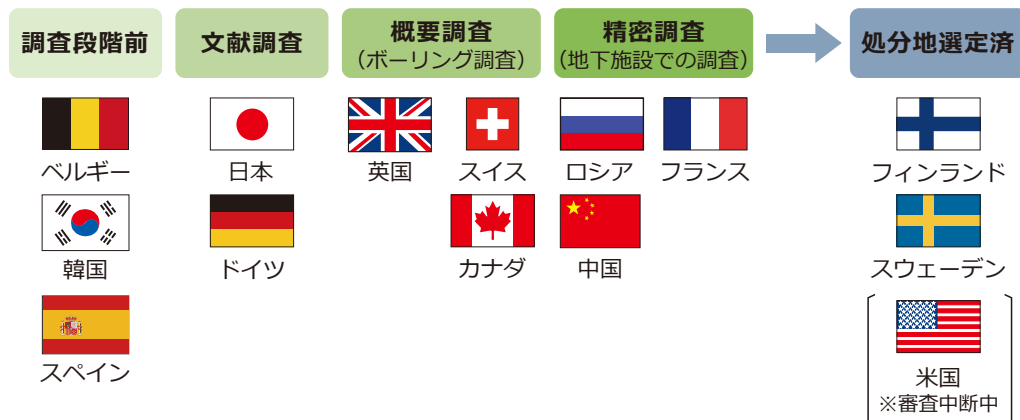 調査段階前
文献調査
概要調査
（ボーリング調査）
精密調査
（地下施設での調査）
処分地選定済
ベルギー
日本
英国
スイス
ロシア
フランス
フィンランド
韓国
ドイツ
カナダ
中国
スウェーデン
スペイン
米国
※審査中断中